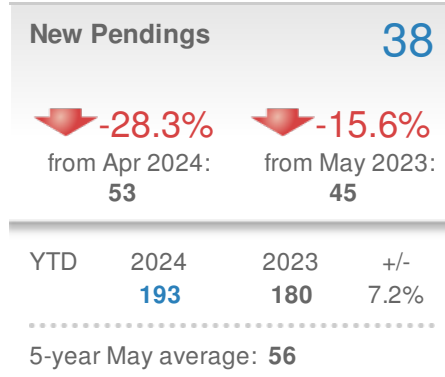 New Pendings 38
-28.3% -15.6%
from Apr 2024: from May 2023:
53 45
YTD 2024 2023 +/-
193 180 7.2%
5-year May average: 56